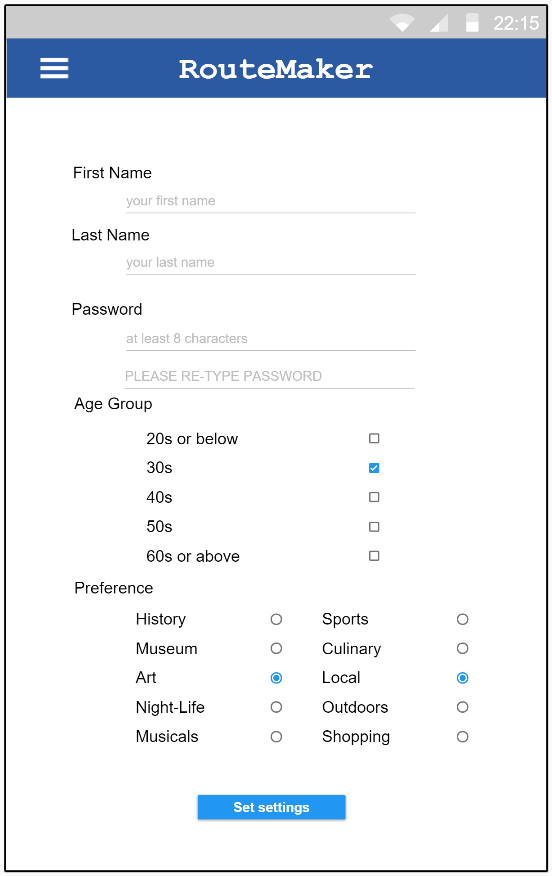 22:15
RouteMaker
First Name
your first name
Last Name
your last name
Password
at least 8 characters
PLEASE RE-TYPE PASSWORD
Age Group
20s or below
30s
40s
50s
60s or above
Preference
History Sports
Museum Culinary
Art Local
Night-Life Outdoors
Musicals Shopping
Set settings